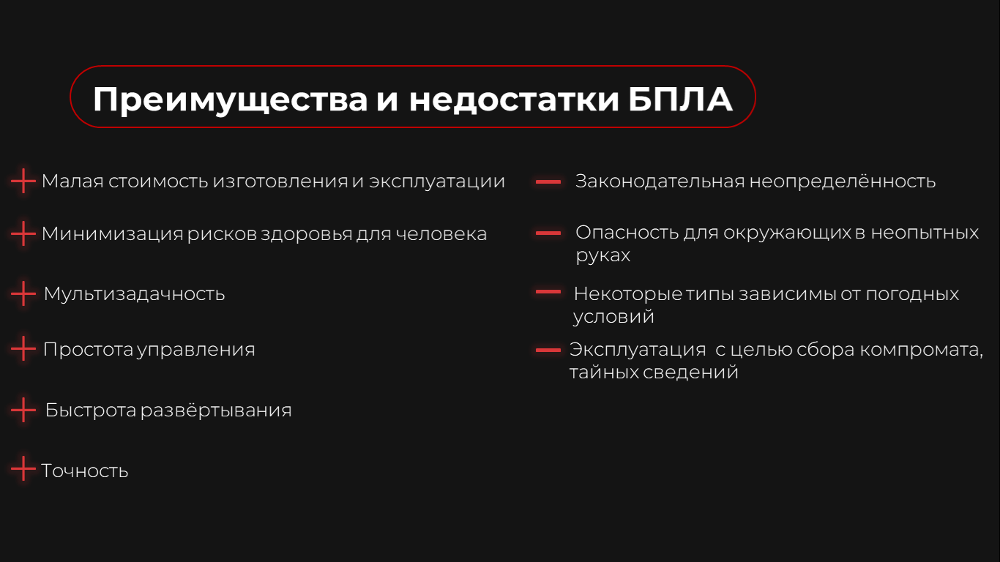 Преимущества и недостатки БПЛА
Малая стоимость изготовления и эксплуатации
Минимизация рисков здоровья для человека
Мультизадачность
Простота управления
Быстрота развёртывания
Точность
Законодательная неопределённость
Опасность для окружающих в неопытных
руках
Некоторые типы зависимы от погодных
условий
Эксплуатация с целью сбора компромата,
тайных сведений